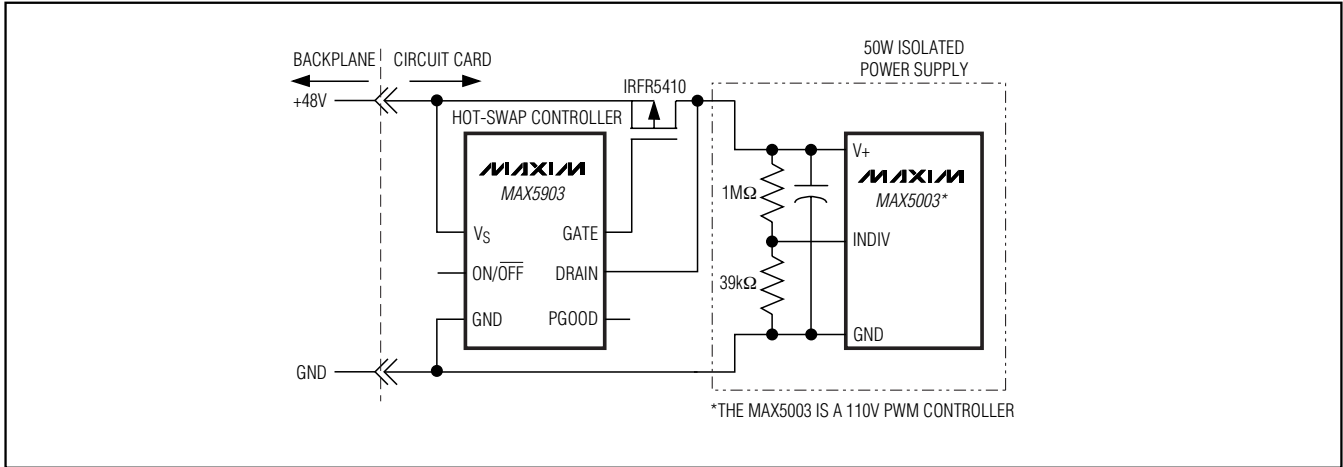 BACKPLANE
CIRCUIT CARD
+48V
HOT-SWAP CONTROLLER
IRFR5410
50W ISOLATED
POWER SUPPLY
MAXIM
MAX5903
VS
GATE
ON/OFF
DRAIN
GND
PGOOD
GND
1MΩ
39kΩ
V+
MAXIM
MAX5003*
INDIV
GND
*THE MAX5003 IS A 110V PWM CONTROLLER